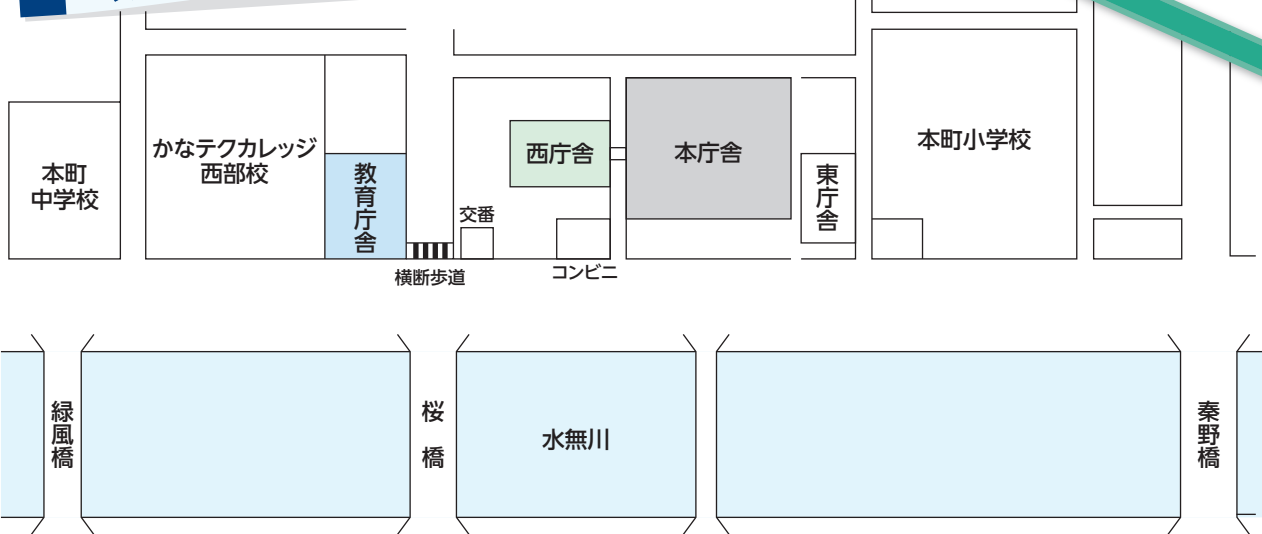 本町
中学校
かなテクカレッジ
西部校
教育庁舎
横断歩道
交番
西庁舎
コンビニ
本庁舎
東庁舎
本町小学校
緑風橋
桜橋
水無川
秦野橋